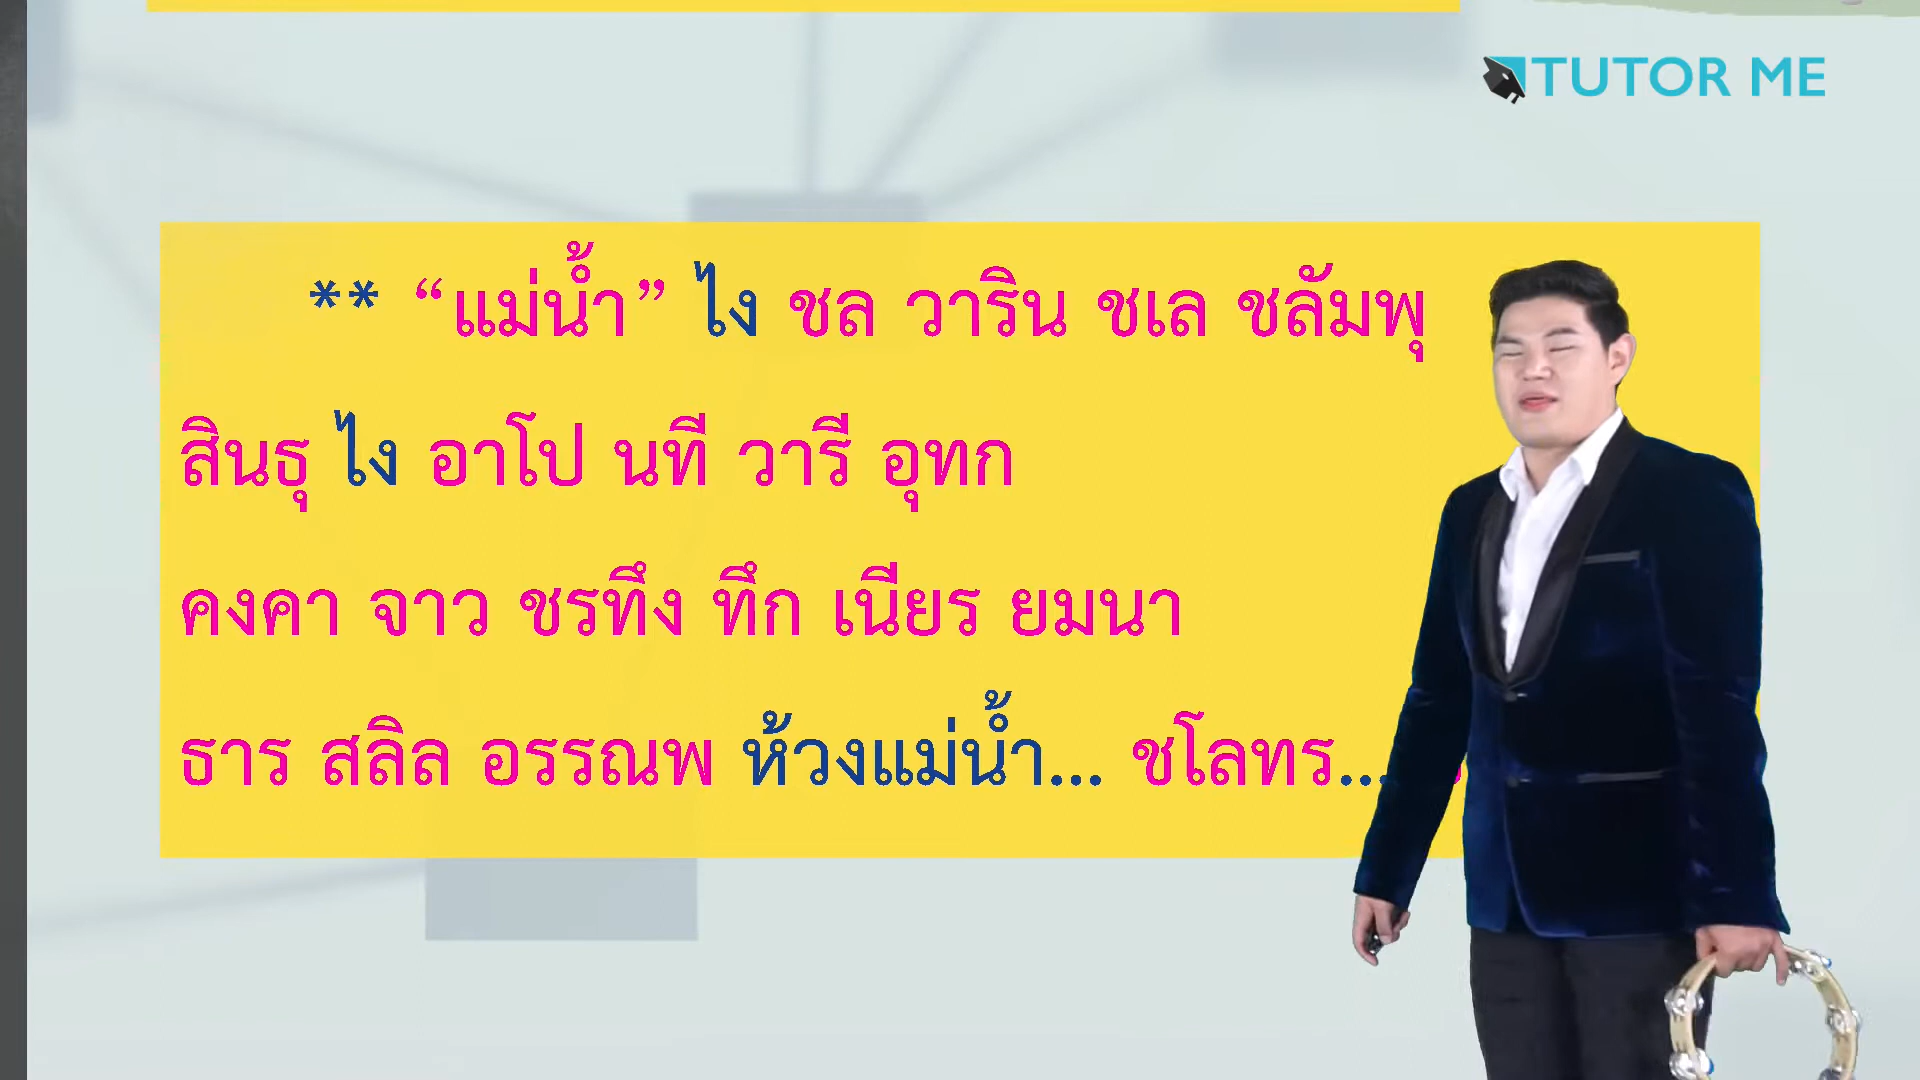 TUTOR ME
** “แม่น้ำ” ไง ชล วาริน ชเล ชลัมพุ
สินธุ ไง อาโป นที วารี อุทก
คงคา จาว ชรทึง ทึก เนียร ยมนา
ธาร สลิล อรรณพ ห้วงแม่น้ำ... ชโลทร...